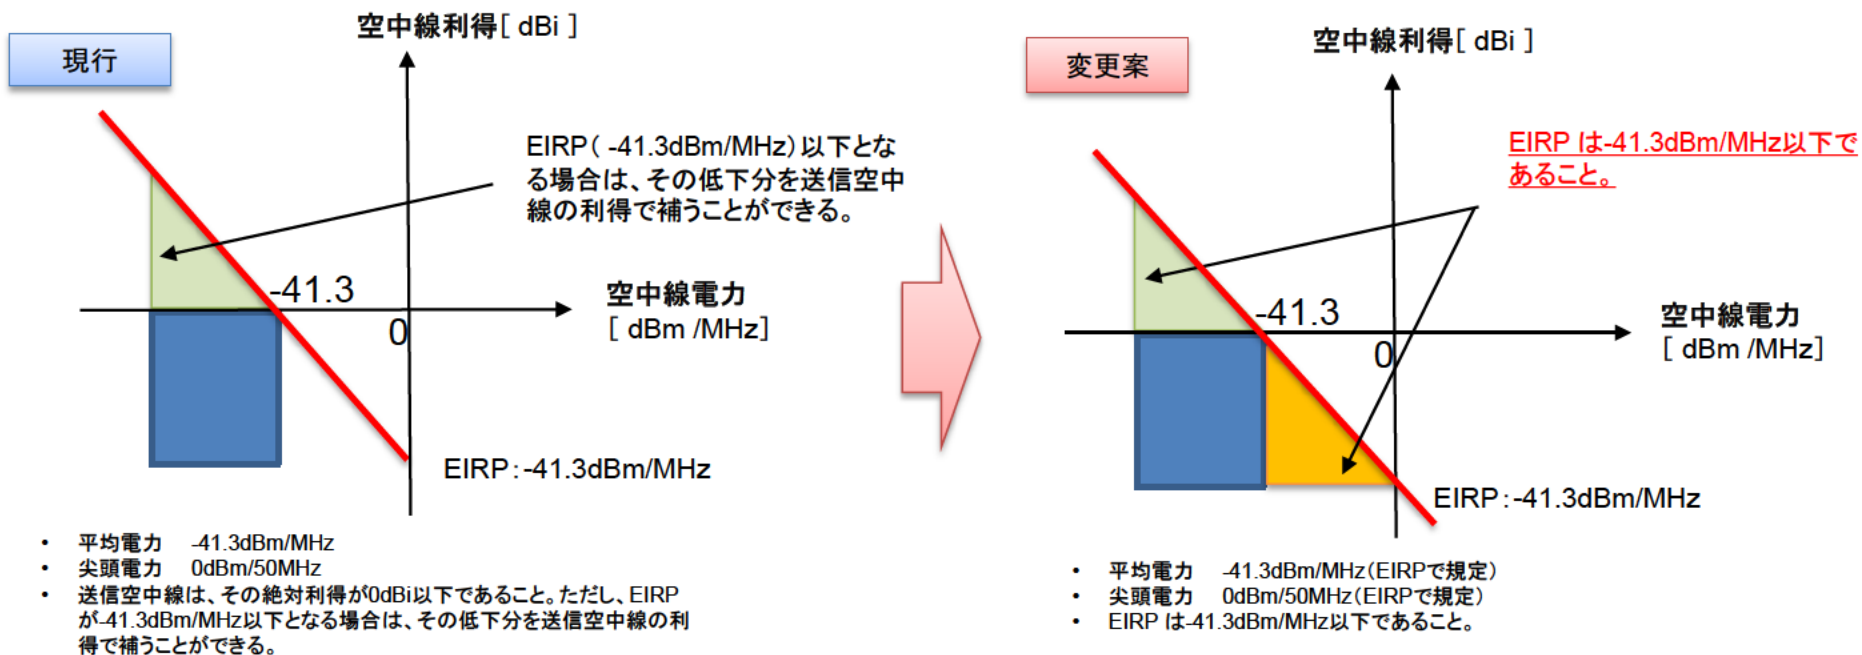 現行
空中線利得[ dBi ]
EIRP( -41.3dBm/MHz)以下とな
る場合は、その低下分を送信空中
線の利得で補うことができる。
-41.3
0
空中線電力
[ dBm /MHz]
EIRP:-41.3dBm/MHz
• 平均電力 -41.3dBm/MHz
• 尖頭電力 0dBm/50MHz
• 送信空中線は、その絶対利得が0dBi以下であること。ただし、EIRP
が-41.3dBm/MHz以下となる場合は、その低下分を送信空中線の利
得で補うことができる。
変更案
空中線利得[ dBi ]
EIRP は-41.3dBm/MHz以下で
あること。
-41.3
0
空中線電力
[ dBm /MHz]
EIRP:-41.3dBm/MHz
• 平均電力 -41.3dBm/MHz(EIRPで規定)
• 尖頭電力 0dBm/50MHz(EIRPで規定)
• EIRP は-41.3dBm/MHz以下であること。